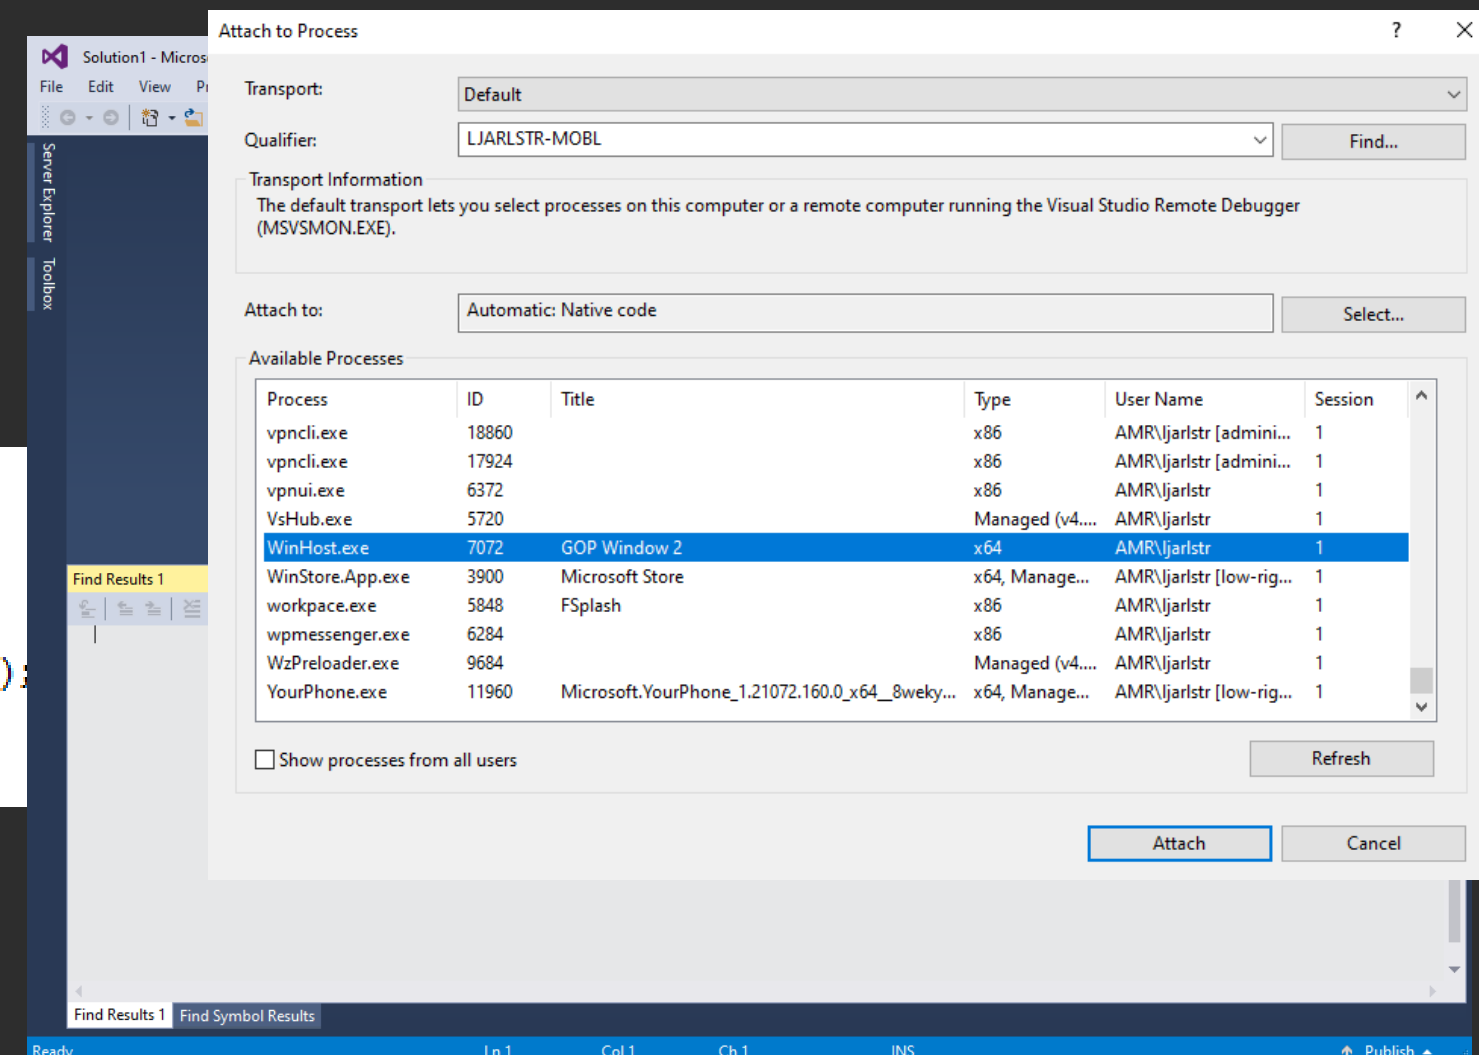 Attach to Process ?
Solution1 - Micros
File Edit View
Server Explorer
Toolbox
Transport: Default
Qualifier: LJARLSTR-MOBL Find...
Transport Information
The default transport lets you select processes on this computer or a remote computer running the Visual Studio Remote Debugger
(MSVSMON.EXE).
Attach to: Automatic: Native code Select...
Available Processes
Process ID Title Type User Name Session
vpncli.exe 18860 x86 AMR\ljarlstr [admini... 1
vpncli.exe 17924 x86 AMR\ljarlstr [admini... 1
vpnui.exe 6372 x86 AMR\ljarlstr 1
VsHub.exe 5720 Managed (v4.... AMR\ljarlstr 1
WinHost.exe 7072 GOP Window 2 x64 AMR\ljarlstr 1
WinStore.App.exe 3900 Microsoft Store x64, Manage... AMR\ljarlstr [low-rig... 1
workpace.exe 5848 FSplash x86 AMR\ljarlstr 1
wpmessenger.exe 6284 x86 AMR\ljarlstr 1
WzPreloader.exe 9684 Managed (v4.... AMR\ljarlstr 1
YourPhone.exe 11960 Microsoft.YourPhone_1.21072.160.0_x64__8weky... x64, Manage... AMR\ljarlstr [low-rig... 1
Show processes from all users Refresh
Attach Cancel
Find Results 1
);
Find Results 1 Find Symbol Results
Ready Ln 1 Col 1 Ch 1 INS Publish